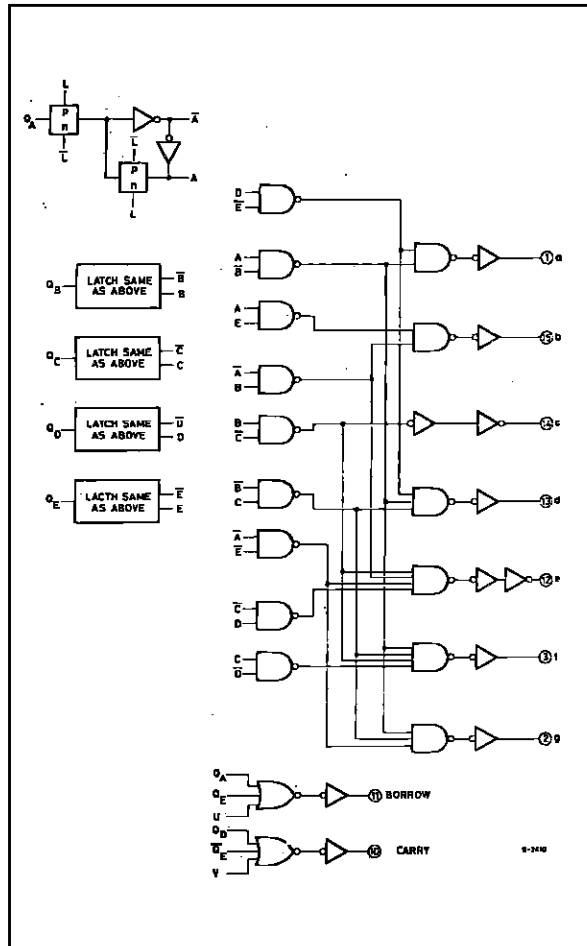 L
Q_A
P
n
A̅
L̅
L̅
P
n
A
L
D
E̅
A
B̅
① a
Q_B
LATCH SAME
AS ABOVE
B̅
B
A
E
⑮ b
A̅
B
Q_C
LATCH SAME
AS ABOVE
C̅
C
B
C̅
⑭ c
Q_D
LATCH SAME
AS ABOVE
D̅
D
B̅
C
⑬ d
Q_E
LACTH SAME
AS ABOVE
E̅
E
A̅
E̅
⑫ e
C̅
D
C
D̅
③ f
② g
Q_A
Q_E
U
⑪ BORROW
Q_D
Q̅_E
V
⑩ CARRY